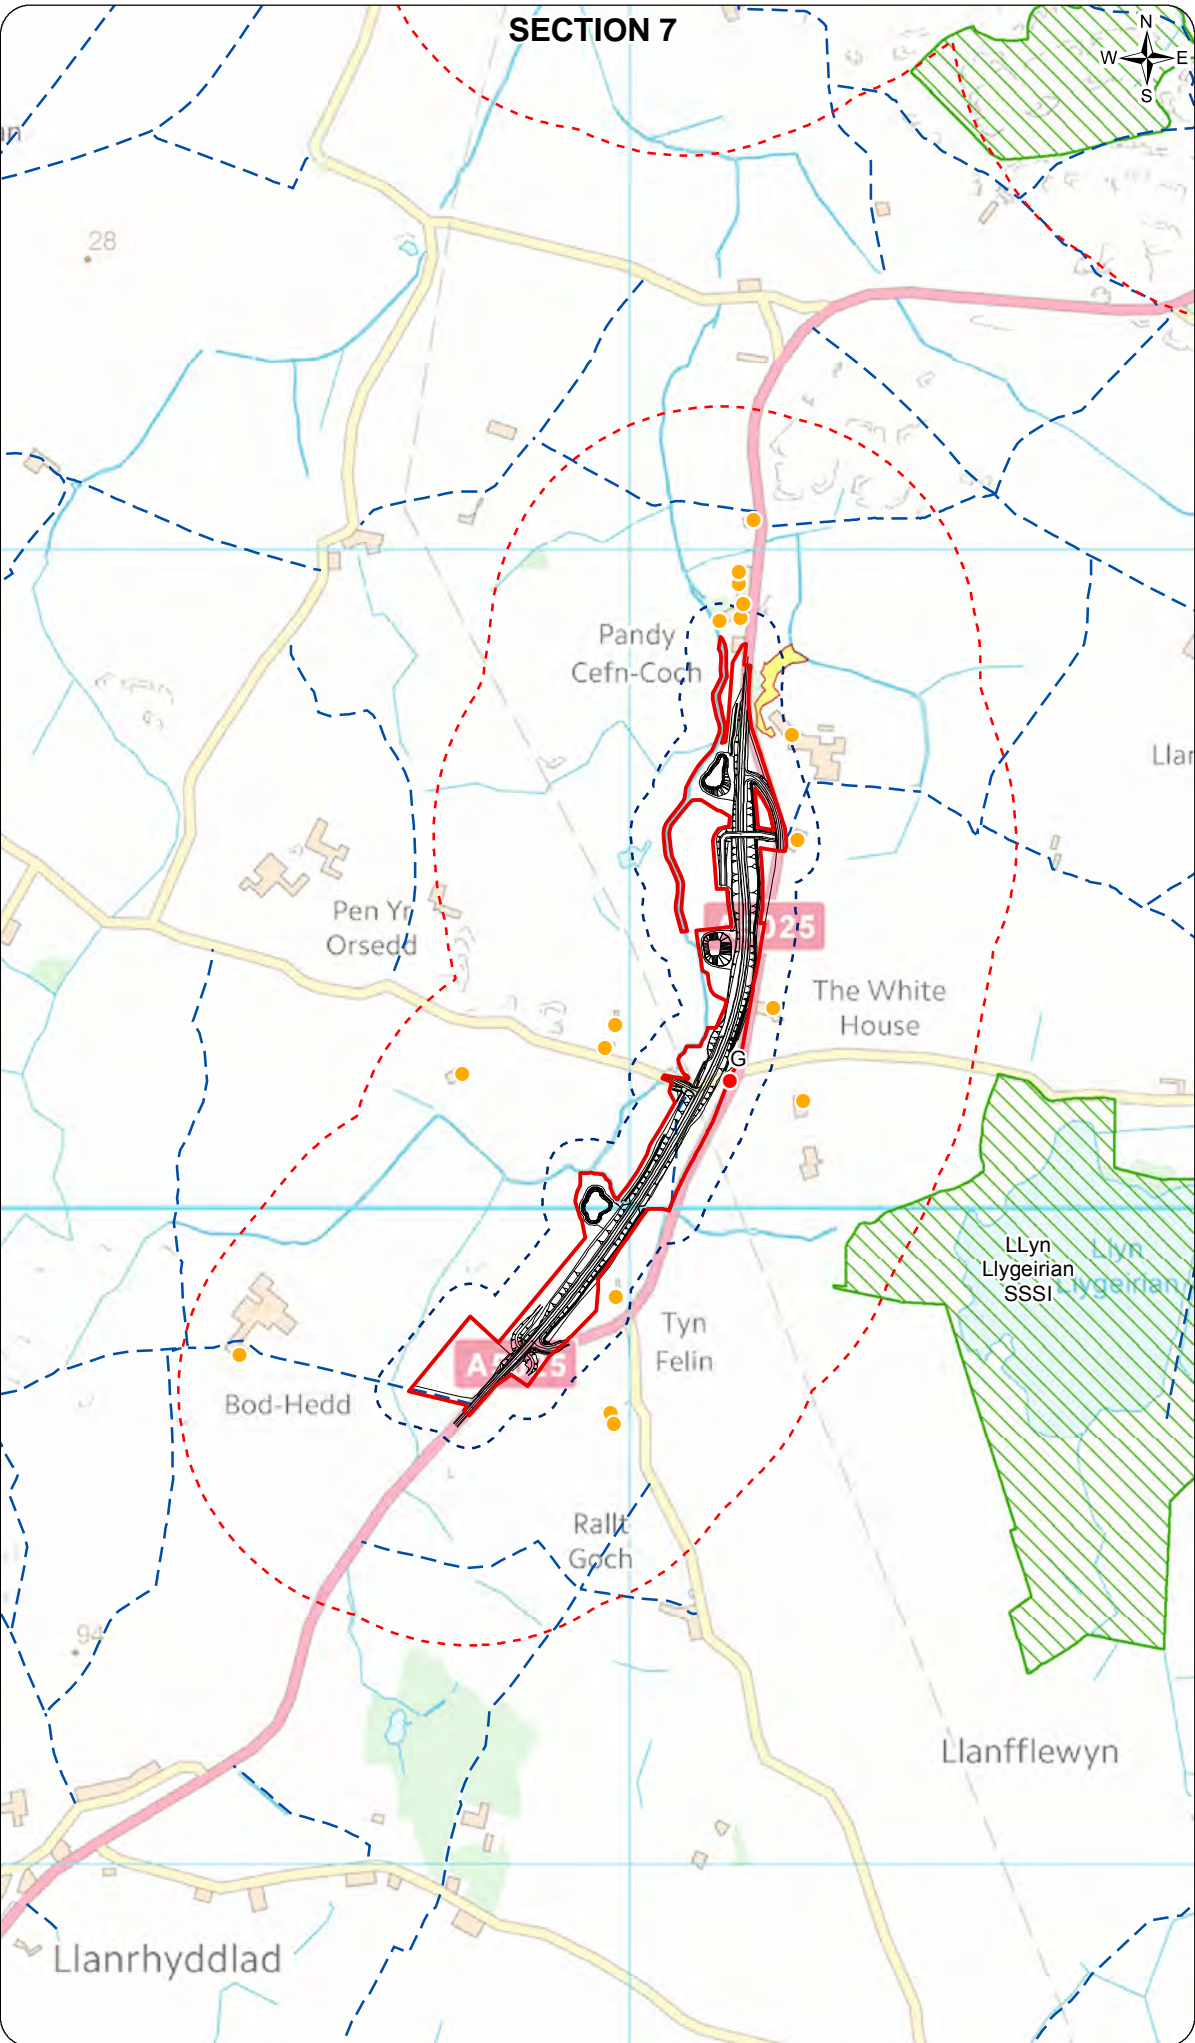 SECTION 7
N
W E
S
28
Pandy
Cefn-Coch
Pen Yr
Orsedd
025
The White
House
G
LLyn
Llygeirian
SSSI
Llyn
Llygeirian
Tyn
Felin
Bod-Hedd
Rallt
Goch
94
Llanfflewyn
Llanrhyddlad